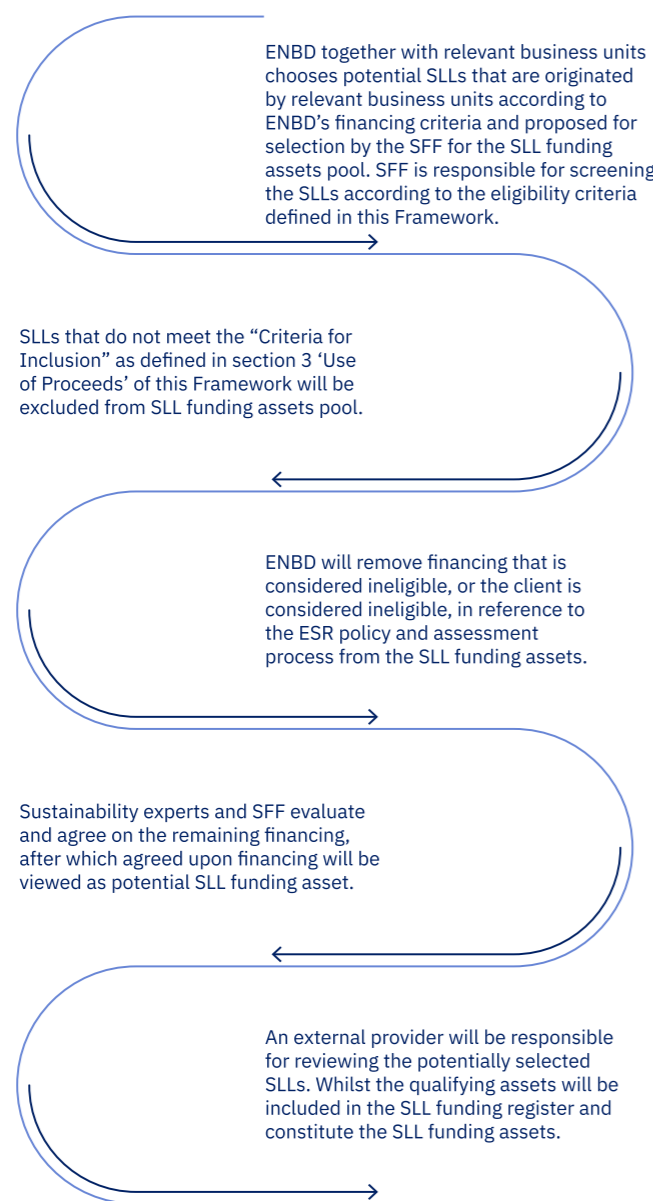 ENBD together with relevant business units
chooses potential SLLs that are originated
by relevant business units according to
ENBD’s financing criteria and proposed for
selection by the SFF for the SLL funding
assets pool. SFF is responsible for screening
the SLLs according to the eligibility criteria
defined in this Framework.
SLLs that do not meet the “Criteria for
Inclusion” as defined in section 3 ‘Use
of Proceeds’ of this Framework will be
excluded from SLL funding assets pool.
ENBD will remove financing that is
considered ineligible, or the client is
considered ineligible, in reference to
the ESR policy and assessment
process from the SLL funding assets.
Sustainability experts and SFF evaluate
and agree on the remaining financing,
after which agreed upon financing will be
viewed as potential SLL funding asset.
An external provider will be responsible
for reviewing the potentially selected
SLLs. Whilst the qualifying assets will be
included in the SLL funding register and
constitute the SLL funding assets.